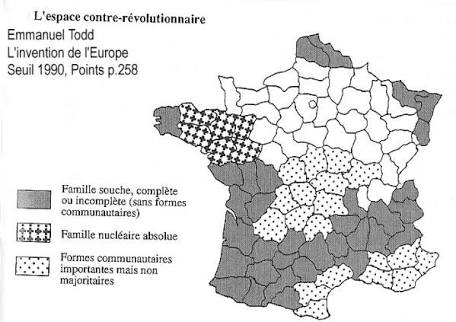 L'espace contre-révolutionnaire
Emmanuel Todd
L'invention de l'Europe
Seuil 1990, Points p.258
Famille souche, complète
ou incomplète (sans formes
communautaires)
Famille nucléaire absolue
Formes communautaires
importantes mais non
majoritaires